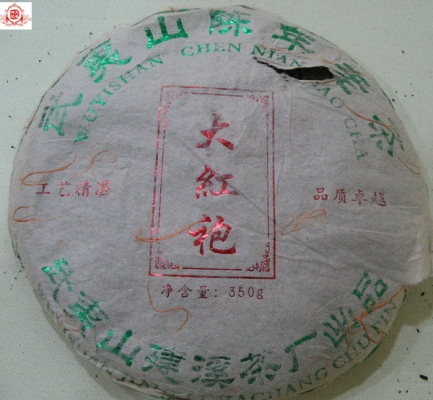 武夷山陈年老茶
WUYISHAN CHEN NIAN LAO CHA
大红袍
工艺精湛
品质卓越
净含量: 350g
武夷山建溪茶厂出品